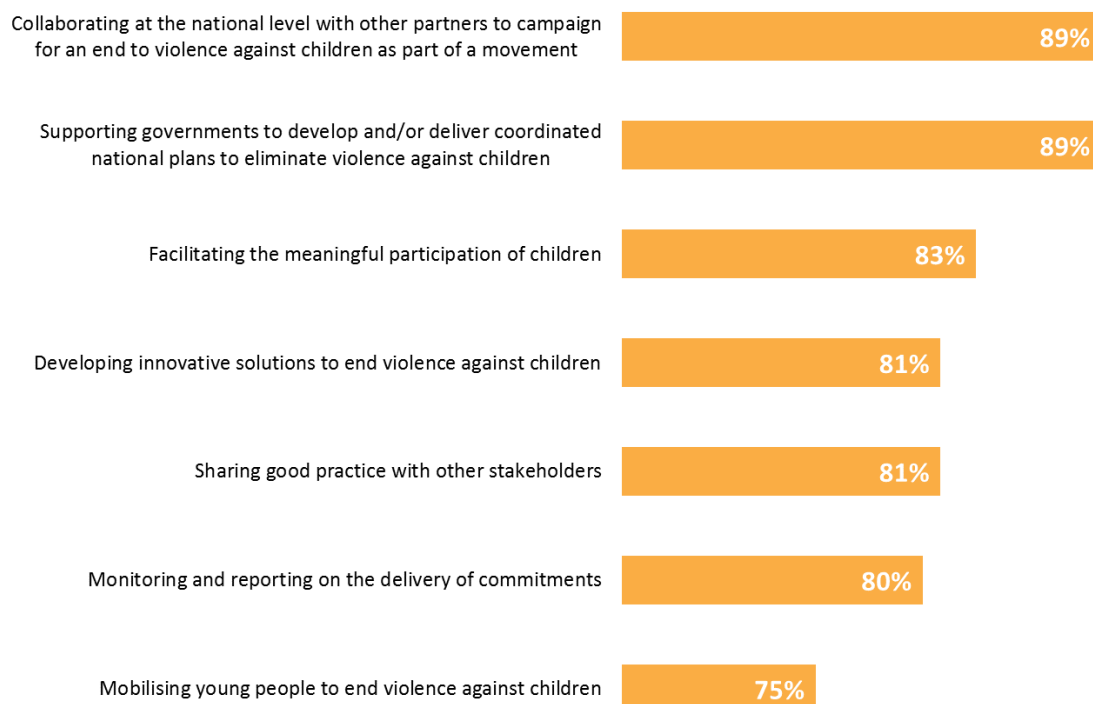 Collaborating at the national level with other partners to campaign
for an end to violence against children as part of a movement
89%
Supporting governments to develop and/or deliver coordinated
national plans to eliminate violence against children
89%
Facilitating the meaningful participation of children
83%
Developing innovative solutions to end violence against children
81%
Sharing good practice with other stakeholders
81%
Monitoring and reporting on the delivery of commitments
80%
Mobilising young people to end violence against children
75%